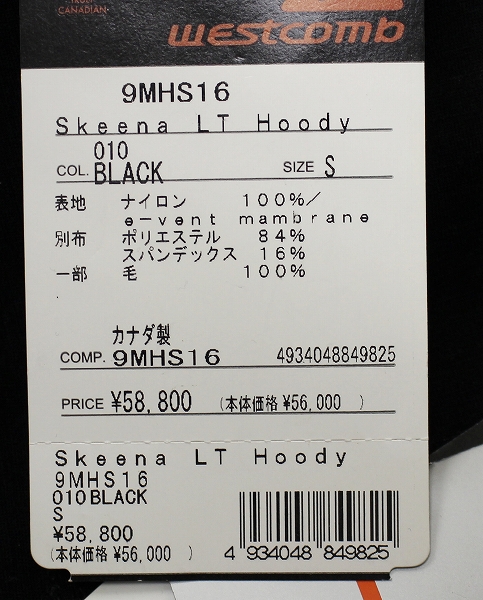 CANADIAN
westcomb
9MHS16
Skeena LT Hoody
010
COL. BLACK SIZE S
表地 ナイロン 100%/
e-vent mambrane
別布 ポリエステル 84%
スパンデックス 16%
一部 毛 100%
カナダ製
COMP. 9MHS16 4934048849825
PRICE ¥58,800 (本体価格 ¥56,000 )
Skeena LT Hoody
9MHS16
010 BLACK
S
¥58,800
(本体価格 ¥56,000 )
4 934048 849825